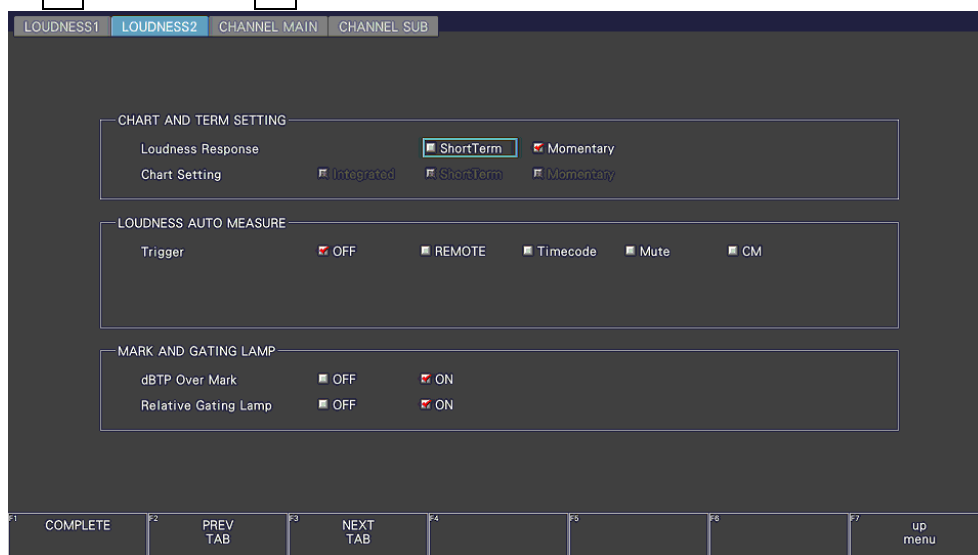 LOUDNESS1 LOUDNESS2 CHANNEL MAIN CHANNEL SUB
CHART AND TERM SETTING
Loudness Response ShortTerm Momentary
Chart Setting Integrated ShortTerm Momentary
LOUDNESS AUTO MEASURE
Trigger OFF REMOTE Timecode Mute CM
MARK AND GATING LAMP
dBTP Over Mark OFF ON
Relative Gating Lamp OFF ON
F1 COMPLETE F2 PREV F3 NEXT F4 F5 F6 F7 up
TAB TAB menu